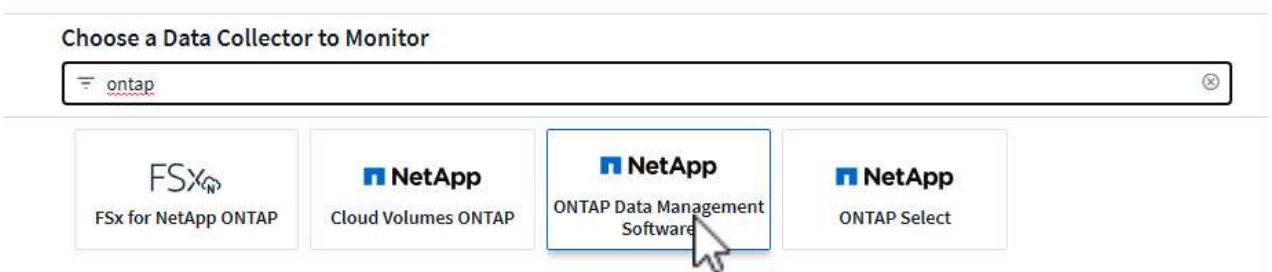 Choose a Data Collector to Monitor
ontap
FSx
FSx for NetApp ONTAP
NetApp
Cloud Volumes ONTAP
NetApp
ONTAP Data Management
Software
NetApp
ONTAP Select